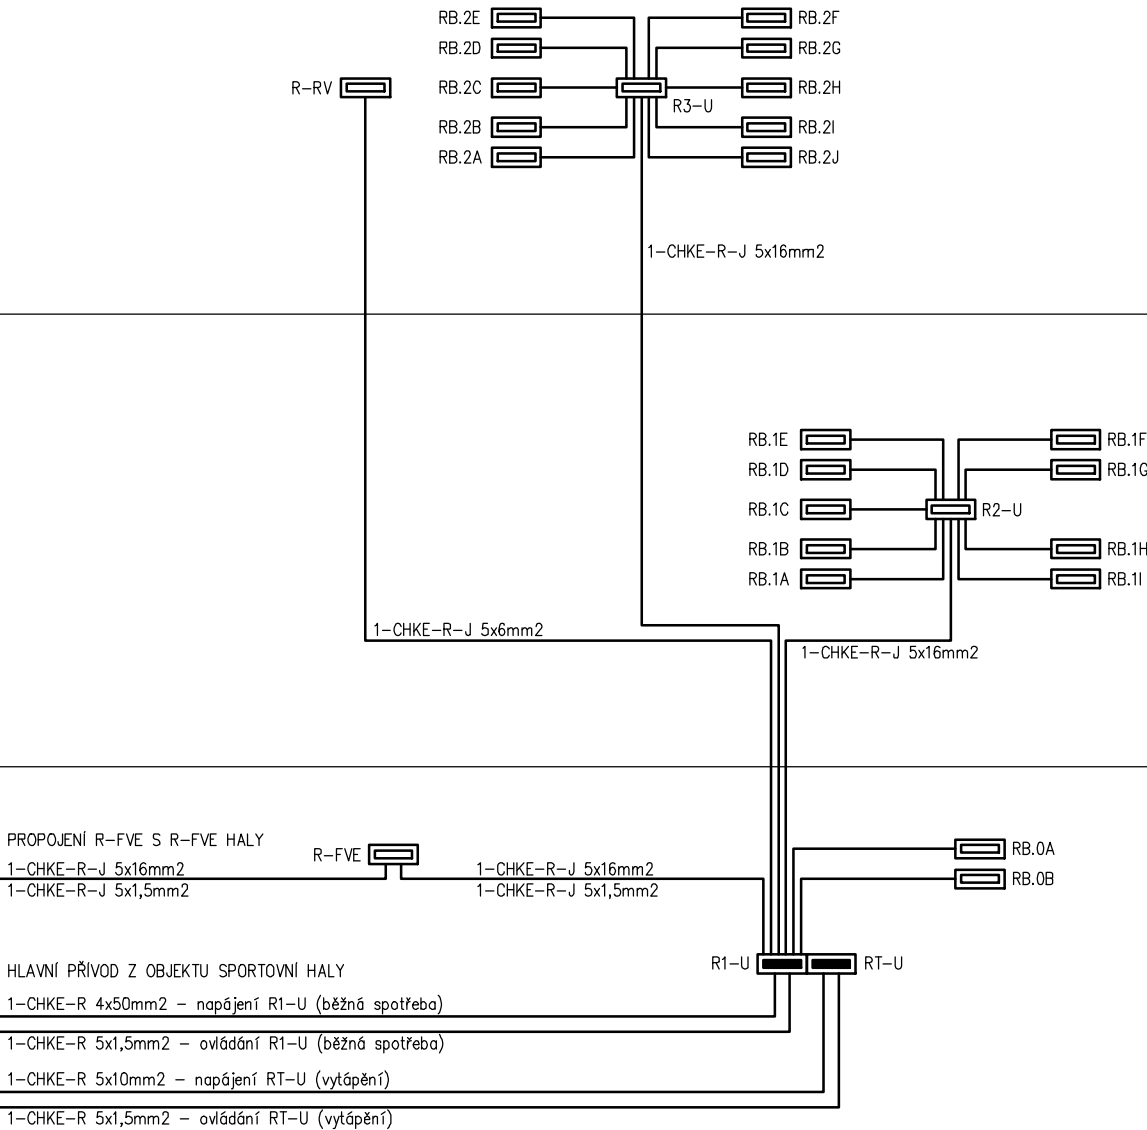 RB.2E
RB.2F
RB.2D
RB.2G
R-RV
RB.2C
RB.2H
R3-U
RB.2B
RB.2I
RB.2A
RB.2J
1-CHKE-R-J 5x16mm2
RB.1E
RB.1F
RB.1D
RB.1G
RB.1C
R2-U
RB.1B
RB.1H
RB.1A
RB.1I
1-CHKE-R-J 5x6mm2
1-CHKE-R-J 5x16mm2
PROPOJENÍ R-FVE S R-FVE HALY
R-FVE
RB.0A
1-CHKE-R-J 5x16mm2
1-CHKE-R-J 5x16mm2
RB.0B
1-CHKE-R-J 5x1,5mm2
1-CHKE-R-J 5x1,5mm2
R1-U
RT-U
HLAVNÍ PŘÍVOD Z OBJEKTU SPORTOVNÍ HALY
1-CHKE-R 4x50mm2 - napájení R1-U (běžná spotřeba)
1-CHKE-R 5x1,5mm2 - ovládání R1-U (běžná spotřeba)
1-CHKE-R 5x10mm2 - napájení RT-U (vytápění)
1-CHKE-R 5x1,5mm2 - ovládání RT-U (vytápění)